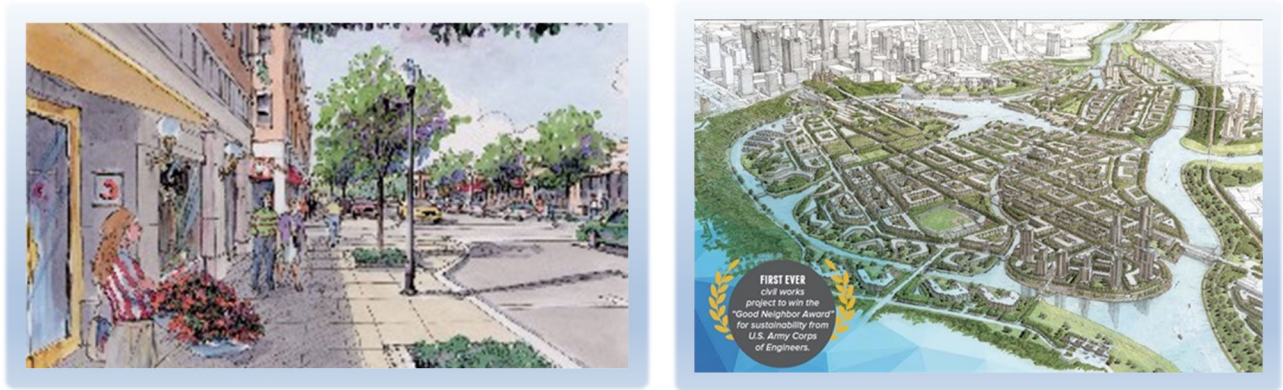 3
FIRST EVER
civil works
project to win the
"Good Neighbor Award"
for sustainability from
U.S. Army Corps
of Engineers.